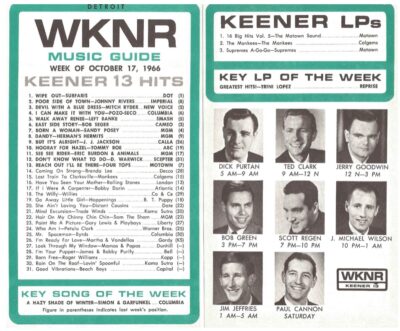 DETROIT
WKNR
MUSIC GUIDE
WEEK OF OCTOBER 17, 1966
KEENER 13 HITS
1. WIPE OUT—SURFARIS DOT (5)
2. POOR SIDE OF TOWN—JOHNNY RIVERS IMPERIAL (8)
3. DEVIL WITH A BLUE DRESS—MITCH RYDER NEW VOICE
4. CAN I MAKE IT WITH YOU—POZO-SECO COLUMBIA
5. WALK AWAY RENEE—LEFT BANKE SMASH
6. EAST SIDE STORY—BOB SEGER CAMEO
7. BORN A WOMAN—SANDY POSEY MGM
8. DANDY—HERMAN'S HERMITS MGM
9. BUT IT'S ALRIGHT—J. J. JACKSON CALLA
10. HOORAY FOR HAZEL—TOMMY ROE ABC
11. SEE SEE RIDER—ERIC BURDON & ANIMALS MGM
12. DON'T KNOW WHAT TO DO—D. WARWICK SCEPTER
13. REACH OUT I'LL BE THERE—FOUR TOPS MOTOWN
14. Coming On Strong—Brenda Lee Decca
15. Last Train To Clarksville—Monkees Colgems
16. Have You Seen Your Mother—Rolling Stones London
17. If I Were A Carpenter—Bobby Darin Atlantic
18. The Willy—Willies Co & Ce
19. Go Away Little Girl—Happenings B. T. Puppy
20. She Ain't Loving You—Distant Cousins Date
21. Mind Excursion—Trade Winds Kama Sutra
22. Hair On My Chinny Chin Chin—Sam The Sham MGM
23. Paint Me A Picture—Gary Lewis & Playboys Liberty
24. Who Am I—Petula Clark Warner Bros.
25. Mr. Spaceman—Byrds Columbia
26. I'm Ready For Love—Martha & Vandellas Gordy
27. Look Through My Window—Mamas & Papas Dunhill
28. I'm Your Puppet—James & Bobby Purify Bell
29. Born Free—Roger Williams Kapp
30. Rain On The Roof—Lovin' Spoonful Kama Sutra
31. Good Vibrations—Beach Boys Capitol
KEY SONG OF THE WEEK
A HAZY SHADE OF WINTER—SIMON & GARFUNKEL COLUMBIA
Figure in parentheses indicates last week's position.
KEENER LPs
1. 16 Big Hits Vol. 5—The Motown Sound Motown
2. The Monkees—The Monkees Colgems
3. Supremes A-Go-Go—Supremes Motown
KEY LP OF THE WEEK
GREATEST HITS—TRINI LOPEZ REPRISE
DICK PURTAN
5 AM–9 AM
TED CLARK
9 AM–12 N
JERRY GOODWIN
12 N–3 PM
BOB GREEN
3 PM–7 PM
SCOTT REGEN
7 PM–10 PM
J. MICHAEL WILSON
10 PM–1 AM
JIM JEFFRIES
1 AM–5 AM
PAUL CANNON
SATURDAY
WKNR
KEENER 13